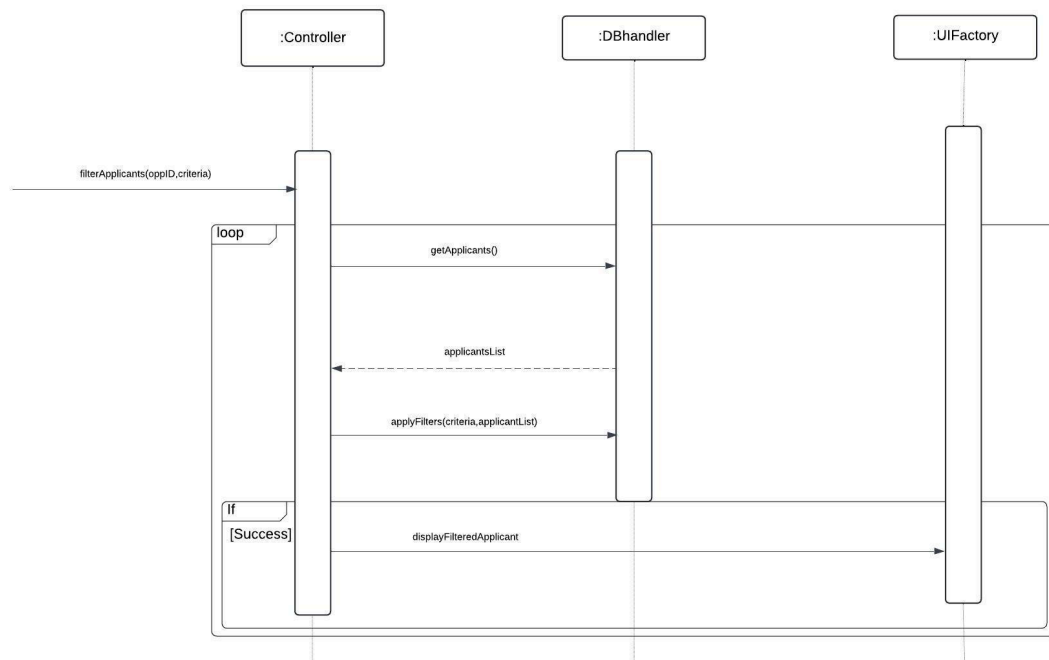 :Controller
:DBhandler
:UIFactory
filterApplicants(oppID,criteria)
loop
getApplicants()
applicantsList
applyFilters(criteria,applicantList)
If
[Success]
displayFilteredApplicant